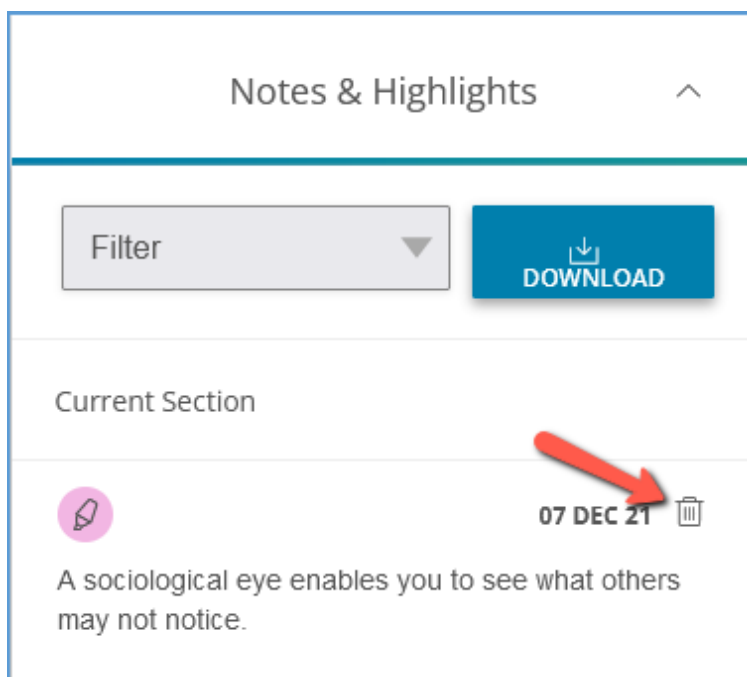 Notes & Highlights
Filter
DOWNLOAD
Current Section
07 DEC 21
A sociological eye enables you to see what others
may not notice.